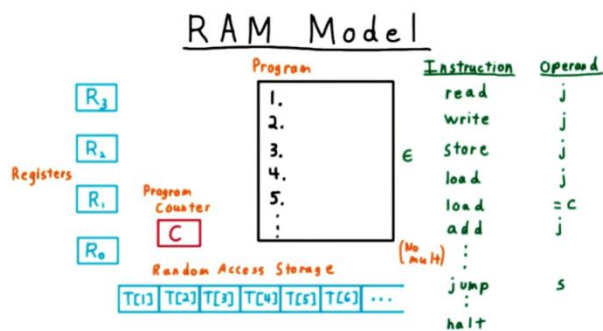 RAM Model
Program
Instruction Operand
R₃
1.
read j
2.
write j
R₂
3.
∈
store j
Registers
4.
load j
R₁
Program Counter
5.
load =c
⋮
add j
C
(No mult)
⋮
R₀
Random Access Storage
jump s
T[1] T[2] T[3] T[4] T[5] T[6] ...
⋮
halt